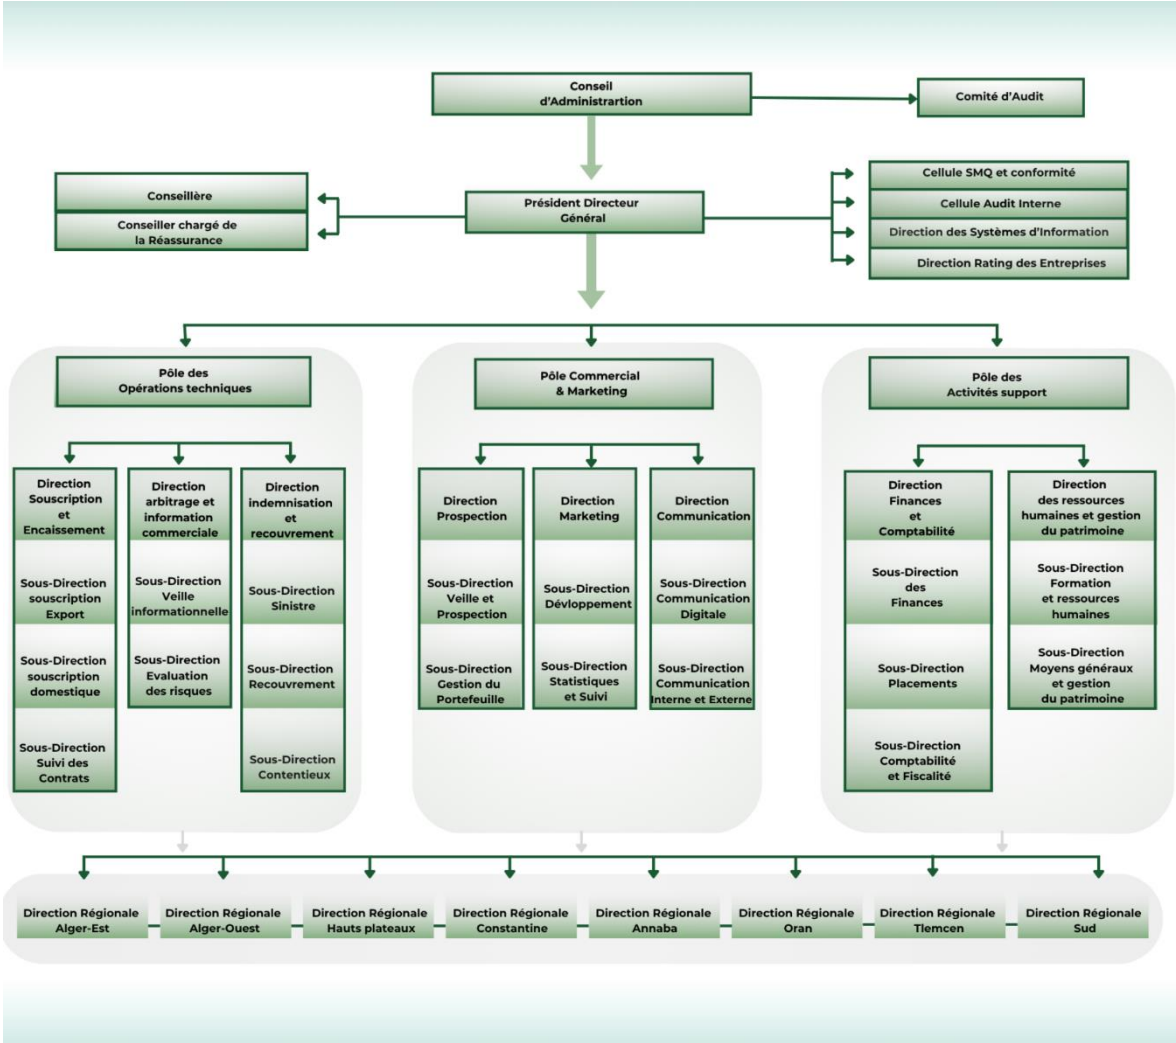 Conseil
d'Administrartion
Comité d'Audit
Conseillère
Conseiller chargé de
la Réassurance
Président Directeur
Général
Cellule SMQ et conformité
Cellule Audit Interne
Direction des Systèmes d'Information
Direction Rating des Entreprises
Pôle des
Opérations techniques
Pôle Commercial
& Marketing
Pôle des
Activités support
Direction
Souscription
et
Encaissement
Sous-Direction
souscription
Export
Sous-Direction
souscription
domestique
Sous-Direction
Suivi des
Contrats
Direction
arbitrage et
information
commerciale
Sous-Direction
Veille
informationnelle
Sous-Direction
Evaluation
des risques
Direction
indemnisation
et
recouvrement
Sous-Direction
Sinistre
Sous-Direction
Recouvrement
Sous-Direction
Contentieux
Direction
Prospection
Sous-Direction
Veille et
Prospection
Sous-Direction
Gestion du
Portefeuille
Direction
Marketing
Sous-Direction
Dévloppement
Sous-Direction
Statistiques
et Suivi
Direction
Communication
Sous-Direction
Communication
Digitale
Sous-Direction
Communication
Interne et Externe
Direction
Finances
et
Comptabilité
Sous-Direction
des
Finances
Sous-Direction
Placements
Sous-Direction
Comptabilité
et Fiscalité
Direction
des ressources
humaines et gestion
du patrimoine
Sous-Direction
Formation
et ressources
humaines
Sous-Direction
Moyens généraux
et gestion
du patrimoine
Direction Régionale
Alger-Est
Direction Régionale
Alger-Ouest
Direction Régionale
Hauts plateaux
Direction Régionale
Constantine
Direction Régionale
Annaba
Direction Régionale
Oran
Direction Régionale
Tlemcen
Direction Régionale
Sud